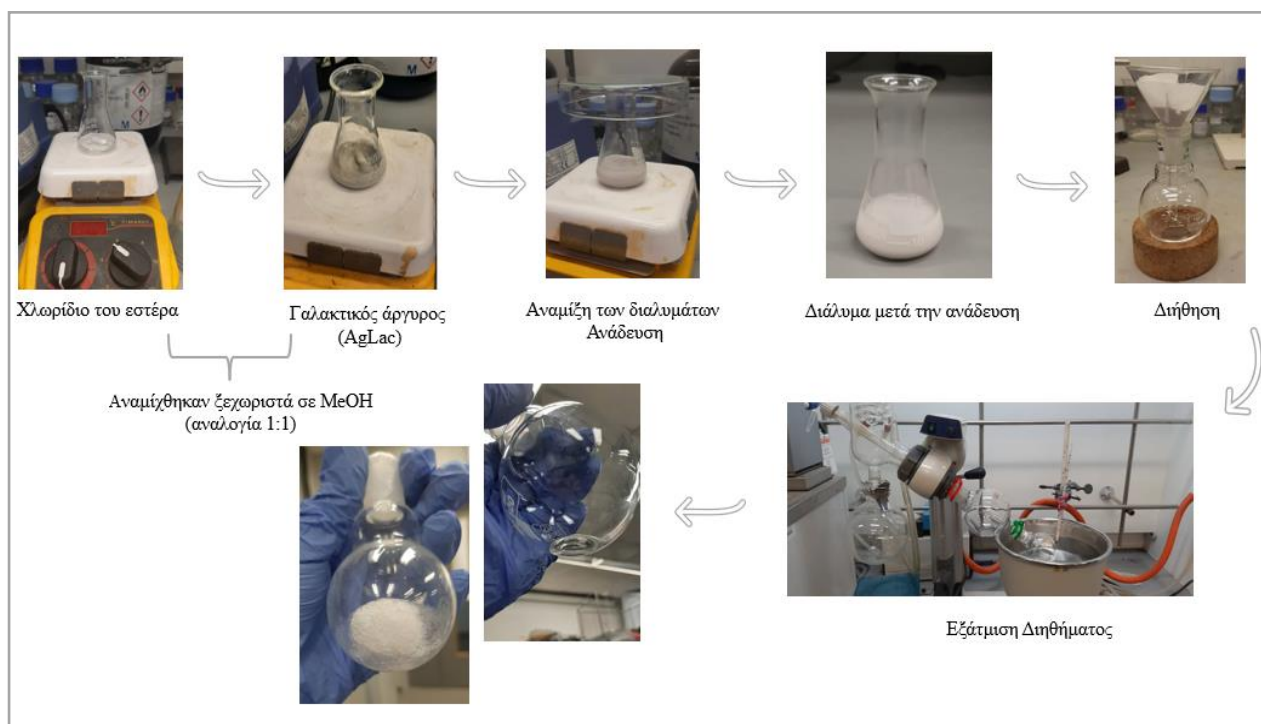 Χλωρίδιο του εστέρα
Γαλακτικός άργυρος
(AgLac)
Αναμίξη των διαλυμάτων
Ανάδευση
Διάλυμα μετά την ανάδευση
Διήθηση
Αναμίχθηκαν ξεχωριστά σε MeOH
(αναλογία 1:1)
Εξάτμιση Διηθήματος